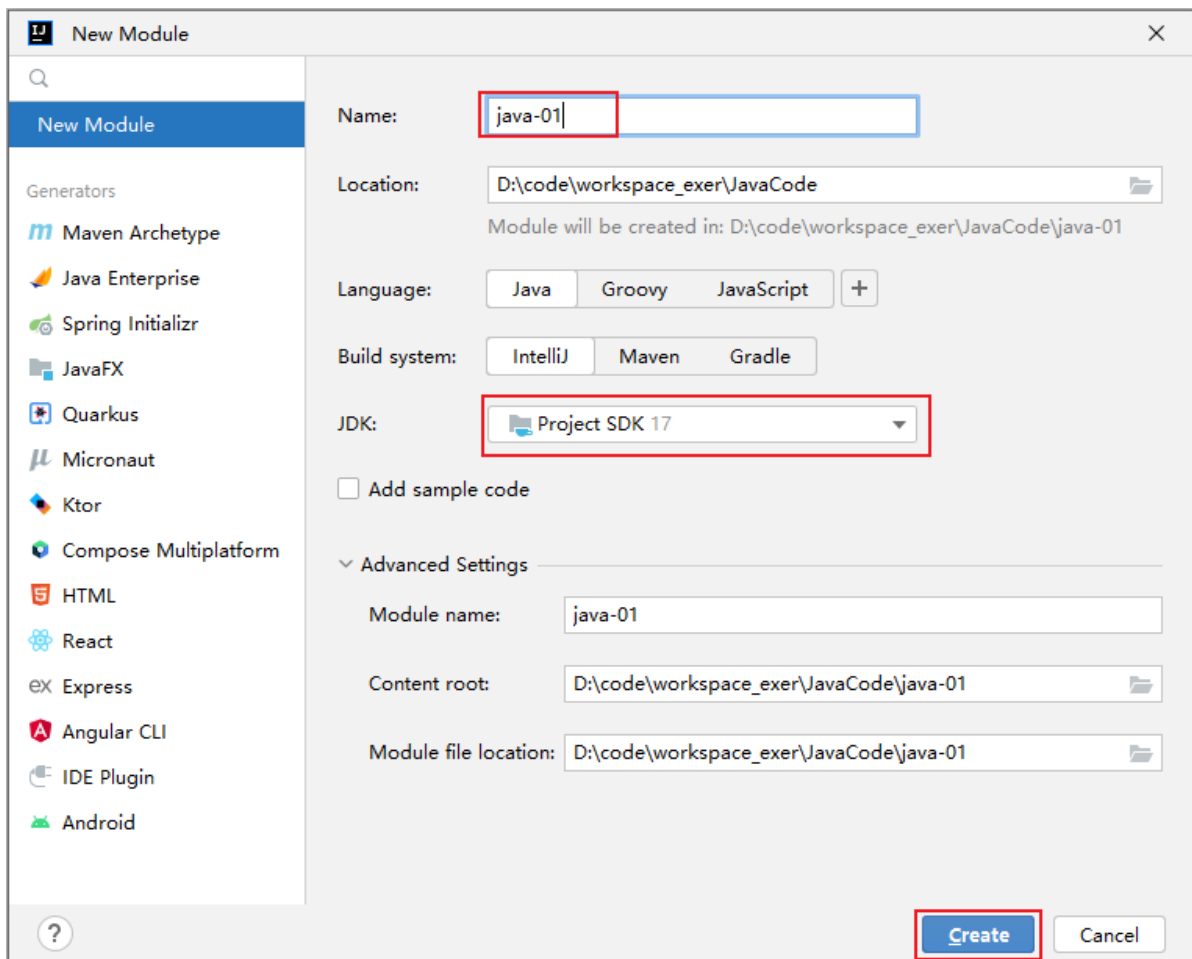 New Module
New Module
Generators
Maven Archetype
Java Enterprise
Spring Initializr
JavaFX
Quarkus
Micronaut
Ktor
Compose Multiplatform
HTML
React
ex Express
Angular CLI
IDE Plugin
Android
Name: java-01
Location: D:\code\workspace_exer\JavaCode
Module will be created in: D:\code\workspace_exer\JavaCode\java-01
Language: Java Groovy JavaScript +
Build system: IntelliJ Maven Gradle
JDK: Project SDK 17
Add sample code
Advanced Settings
Module name: java-01
Content root: D:\code\workspace_exer\JavaCode\java-01
Module file location: D:\code\workspace_exer\JavaCode\java-01
? Create Cancel